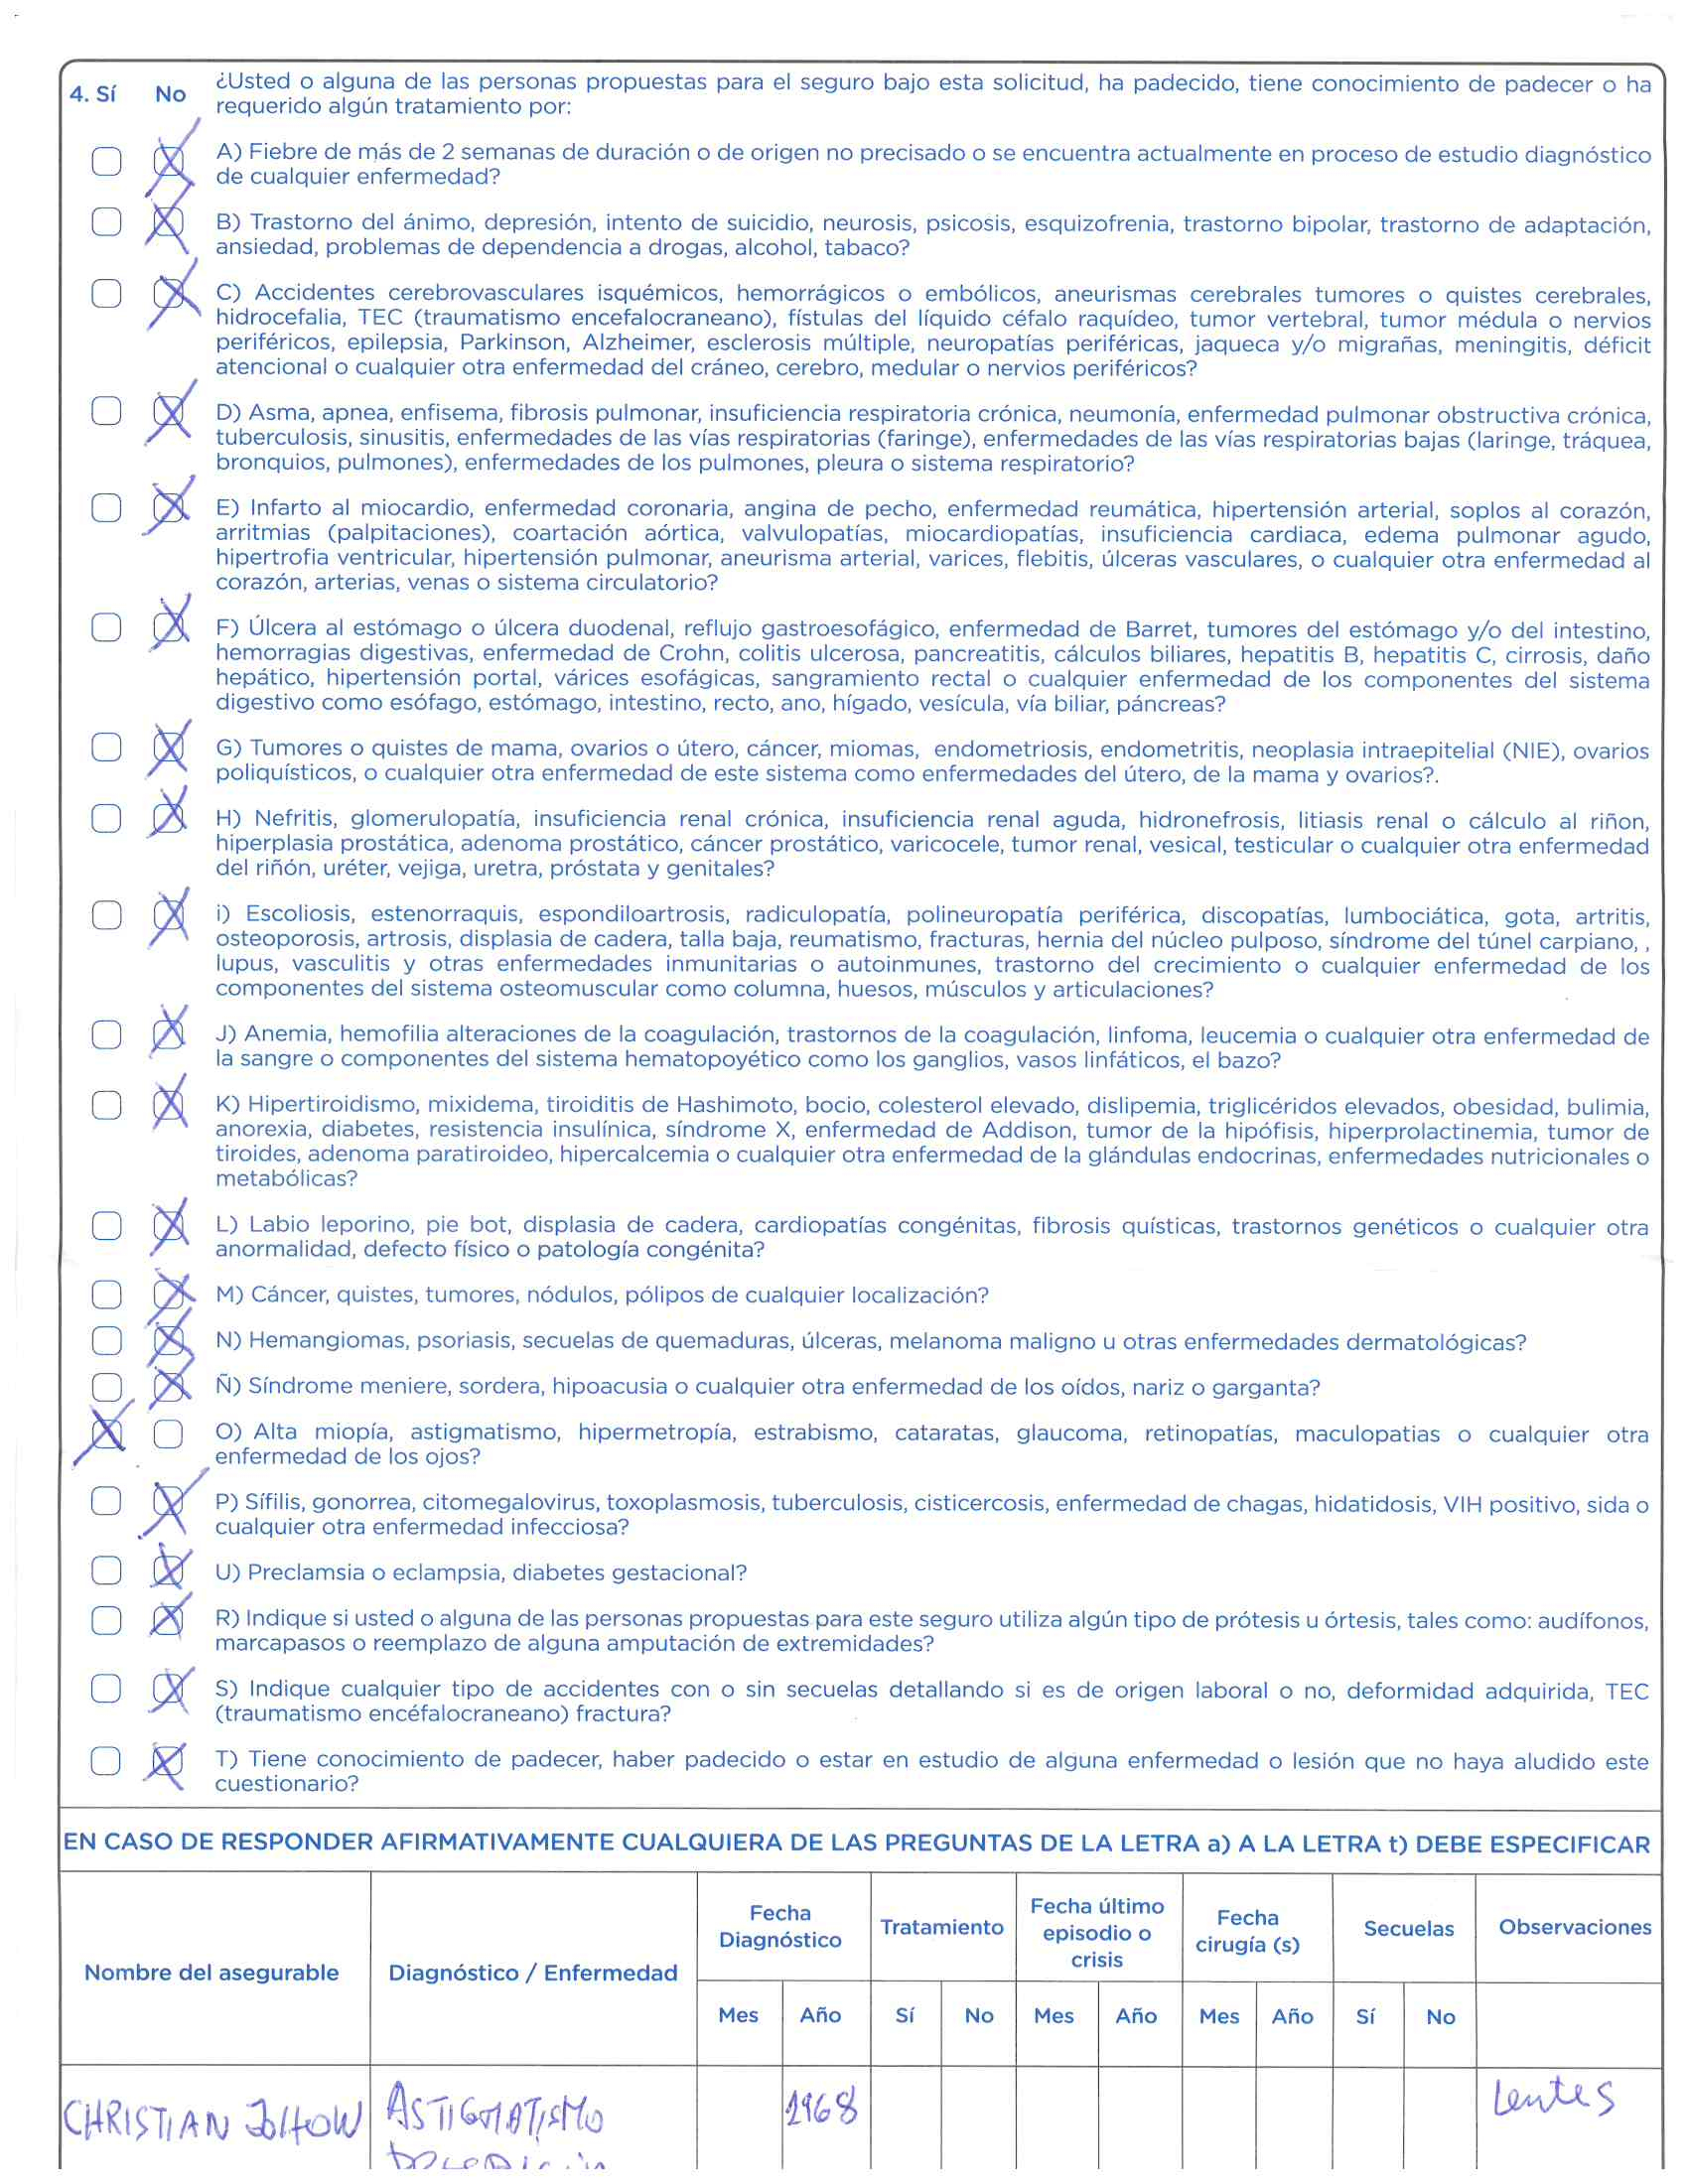 4. Sí No ¿Usted o alguna de las personas propuestas para el seguro bajo esta solicitud, ha padecido, tiene conocimiento de padecer o ha
requerido algún tratamiento por:
A) Fiebre de más de 2 semanas de duración o de origen no precisado o se encuentra actualmente en proceso de estudio diagnóstico
de cualquier enfermedad?
B) Trastorno del ánimo, depresión, intento de suicidio, neurosis, psicosis, esquizofrenia, trastorno bipolar, trastorno de adaptación,
ansiedad, problemas de dependencia a drogas, alcohol, tabaco?
C) Accidentes cerebrovasculares isquémicos, hemorrágicos o embólicos, aneurismas cerebrales tumores o quistes cerebrales,
hidrocefalia, TEC (traumatismo encefalocraneano), fístulas del líquido céfalo raquídeo, tumor vertebral, tumor médula o nervios
periféricos, epilepsia, Parkinson, Alzheimer, esclerosis múltiple, neuropatías periféricas, jaqueca y/o migrañas, meningitis, déficit
atencional o cualquier otra enfermedad del cráneo, cerebro, medular o nervios periféricos?
D) Asma, apnea, enfisema, fibrosis pulmonar, insuficiencia respiratoria crónica, neumonía, enfermedad pulmonar obstructiva crónica,
tuberculosis, sinusitis, enfermedades de las vías respiratorias (faringe), enfermedades de las vías respiratorias bajas (laringe, tráquea,
bronquios, pulmones), enfermedades de los pulmones, pleura o sistema respiratorio?
E) Infarto al miocardio, enfermedad coronaria, angina de pecho, enfermedad reumática, hipertensión arterial, soplos al corazón,
arritmias (palpitaciones), coartación aórtica, valvulopatías, miocardiopatías, insuficiencia cardiaca, edema pulmonar agudo,
hipertrofia ventricular, hipertensión pulmonar, aneurisma arterial, varices, flebitis, úlceras vasculares, o cualquier otra enfermedad al
corazón, arterias, venas o sistema circulatorio?
F) Úlcera al estómago o úlcera duodenal, reflujo gastroesofágico, enfermedad de Barret, tumores del estómago y/o del intestino,
hemorragias digestivas, enfermedad de Crohn, colitis ulcerosa, pancreatitis, cálculos biliares, hepatitis B, hepatitis C, cirrosis, daño
hepático, hipertensión portal, várices esofágicas, sangramiento rectal o cualquier enfermedad de los componentes del sistema
digestivo como esófago, estómago, intestino, recto, ano, hígado, vesícula, vía biliar, páncreas?
G) Tumores o quistes de mama, ovarios o útero, cáncer, miomas, endometriosis, endometritis, neoplasia intraepitelial (NIE), ovarios
poliquísticos, o cualquier otra enfermedad de este sistema como enfermedades del útero, de la mama y ovarios?.
H) Nefritis, glomerulopatía, insuficiencia renal crónica, insuficiencia renal aguda, hidronefrosis, litiasis renal o cálculo al riñon,
hiperplasia prostática, adenoma prostático, cáncer prostático, varicocele, tumor renal, vesical, testicular o cualquier otra enfermedad
del riñón, uréter, vejiga, uretra, próstata y genitales?
i) Escoliosis, estenorraquis, espondiloartrosis, radiculopatía, polineuropatía periférica, discopatías, lumbociática, gota, artritis,
osteoporosis, artrosis, displasia de cadera, talla baja, reumatismo, fracturas, hernia del núcleo pulposo, síndrome del túnel carpiano, ,
lupus, vasculitis y otras enfermedades inmunitarias o autoinmunes, trastorno del crecimiento o cualquier enfermedad de los
componentes del sistema osteomuscular como columna, huesos, músculos y articulaciones?
J) Anemia, hemofilia alteraciones de la coagulación, trastornos de la coagulación, linfoma, leucemia o cualquier otra enfermedad de
la sangre o componentes del sistema hematopoyético como los ganglios, vasos linfáticos, el bazo?
K) Hipertiroidismo, mixidema, tiroiditis de Hashimoto, bocio, colesterol elevado, dislipemia, triglicéridos elevados, obesidad, bulimia,
anorexia, diabetes, resistencia insulínica, síndrome X, enfermedad de Addison, tumor de la hipófisis, hiperprolactinemia, tumor de
tiroides, adenoma paratiroideo, hipercalcemia o cualquier otra enfermedad de la glándulas endocrinas, enfermedades nutricionales o
metabólicas?
L) Labio leporino, pie bot, displasia de cadera, cardiopatías congénitas, fibrosis quísticas, trastornos genéticos o cualquier otra
anormalidad, defecto físico o patología congénita?
M) Cáncer, quistes, tumores, nódulos, pólipos de cualquier localización?
N) Hemangiomas, psoriasis, secuelas de quemaduras, úlceras, melanoma maligno u otras enfermedades dermatológicas?
Ñ) Síndrome meniere, sordera, hipoacusia o cualquier otra enfermedad de los oídos, nariz o garganta?
O) Alta miopía, astigmatismo, hipermetropía, estrabismo, cataratas, glaucoma, retinopatías, maculopatias o cualquier otra
enfermedad de los ojos?
P) Sífilis, gonorrea, citomegalovirus, toxoplasmosis, tuberculosis, cisticercosis, enfermedad de chagas, hidatidosis, VIH positivo, sida o
cualquier otra enfermedad infecciosa?
U) Preclamsia o eclampsia, diabetes gestacional?
R) Indique si usted o alguna de las personas propuestas para este seguro utiliza algún tipo de prótesis u órtesis, tales como: audífonos,
marcapasos o reemplazo de alguna amputación de extremidades?
S) Indique cualquier tipo de accidentes con o sin secuelas detallando si es de origen laboral o no, deformidad adquirida, TEC
(traumatismo encéfalocraneano) fractura?
T) Tiene conocimiento de padecer, haber padecido o estar en estudio de alguna enfermedad o lesión que no haya aludido este
cuestionario?
EN CASO DE RESPONDER AFIRMATIVAMENTE CUALQUIERA DE LAS PREGUNTAS DE LA LETRA a) A LA LETRA t) DEBE ESPECIFICAR
Nombre del asegurable
Diagnóstico / Enfermedad
Fecha
Diagnóstico
Tratamiento
Fecha último
episodio o
crisis
Fecha
cirugía (s)
Secuelas
Observaciones
Mes Año Sí No Mes Año Mes Año Sí No
CHRISTIAN ASTIGMATISMO 1968 Lentes